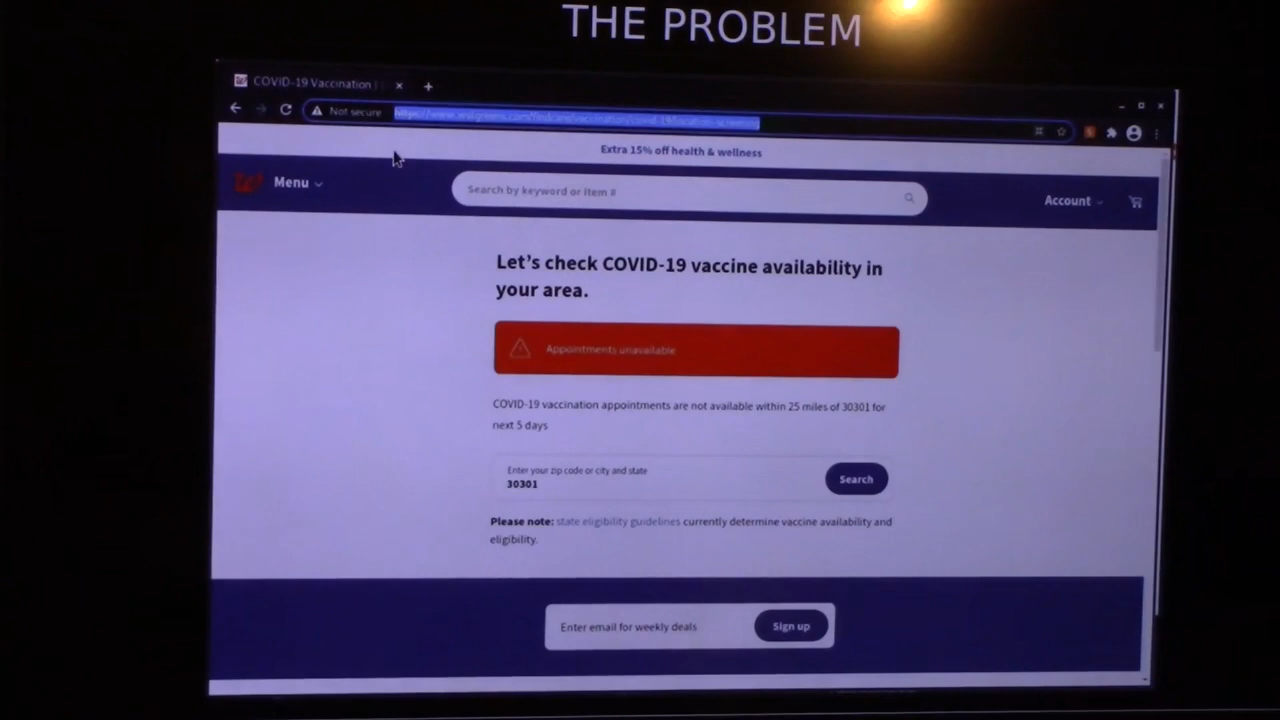 THE PROBLEM
COVID-19 Vaccination |
Not secure
Extra 15% off health & wellness
Menu
Search by keyword or item #
Account
Let's check COVID-19 vaccine availability in
your area.
Appointments unavailable
COVID-19 vaccination appointments are not available within 25 miles of 30301 for
next 5 days
Enter your zip code or city and state
30301
Search
Please note: state eligibility guidelines currently determine vaccine availability and
eligibility.
Enter email for weekly deals
Sign up